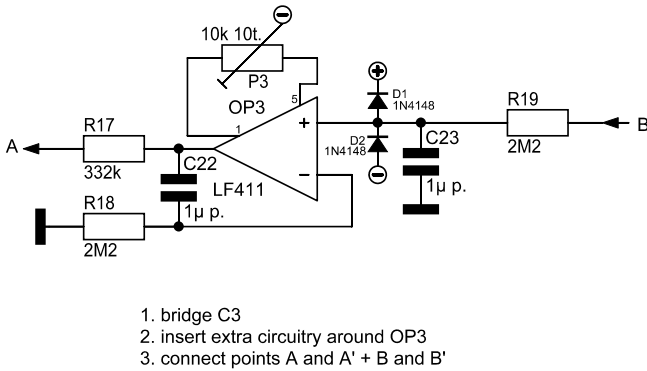 10k 10t.
−
P3
OP3
1
5
+
−
LF411
+
D1
1N4148
D2
1N4148
−
C23
1µ p.
R19
2M2
B
A
R17
332k
C22
1µ p.
R18
2M2
1. bridge C3
2. insert extra circuitry around OP3
3. connect points A and A' + B and B'